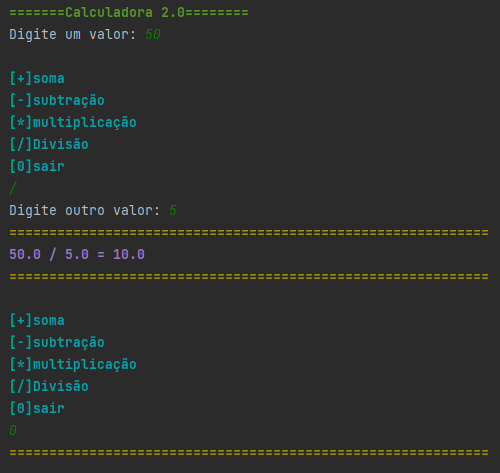 =======Calculadora 2.0========
Digite um valor: 50
[+]soma
[-]subtração
[*]multiplicação
[/]Divisão
[0]sair
/
Digite outro valor: 5
============================================================
50.0 / 5.0 = 10.0
============================================================
[+]soma
[-]subtração
[*]multiplicação
[/]Divisão
[0]sair
0
============================================================